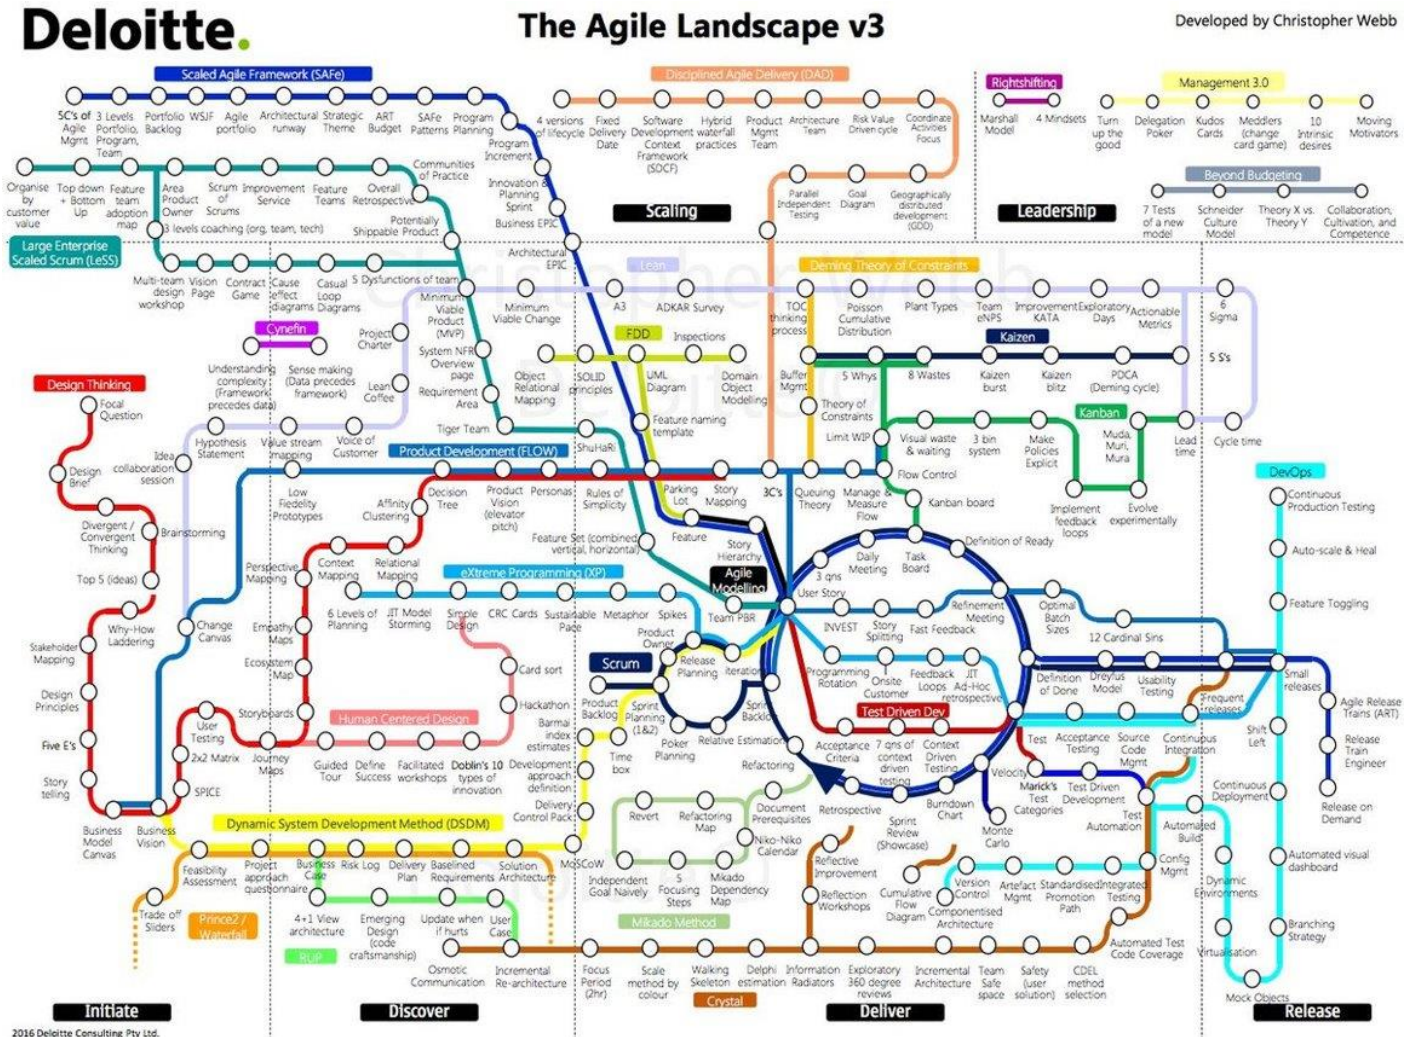 Deloitte.
The Agile Landscape v3
Developed by Christopher Webb
Scaled Agile Framework (SAFe)
5C's of
Agile
Mgmt
3 Levels
Portfolio,
Program,
Team
Portfolio
Backlog
WSJF
Agile
portfolio
Architectural
runway
Strategic
Theme
ART
Budget
SAFe
Patterns
Program
Planning
Program
Increment
Innovation &
Planning
Sprint
Business EPIC
Architectural
EPIC
Disciplined Agile Delivery (DAD)
4 versions
of lifecycle
Fixed
Delivery
Date
Software
Development
Context
Framework
(SDCF)
Hybrid
waterfall
practices
Product
Mgmt
Team
Architecture
Team
Risk Value
Driven cycle
Coordinate
Activities
Focus
Parallel
Independent
Testing
Goal
Diagram
Geographically
distributed
development
(GDD)
Scaling
Rightshifting
Marshall
Model
4 Mindsets
Management 3.0
Turn
up the
good
Delegation
Poker
Kudos
Cards
Meddlers
(change
card game)
10
Intrinsic
desires
Moving
Motivators
Beyond Budgeting
7 Tests
of a new
model
Schneider
Culture
Model
Theory X vs.
Theory Y
Collaboration,
Cultivation, and
Competence
Leadership
Organise
by
customer
value
Top down
+ Bottom
Up
Feature
team
adoption
map
Area
Product
Owner
Scrum
of
Scrums
Improvement
Service
Feature
Teams
Overall
Retrospective
Communities
of Practice
Potentially
Shippable Product
3 levels coaching (org, team, tech)
Large Enterprise
Scaled Scrum (LeSS)
Multi-team
design
workshop
Vision
Page
Contract
Game
Cause
effect
diagrams
Casual
Loop
Diagrams
5 Dysfunctions of team
Minimum
Viable
Product
(MVP)
System NFR
Overview
page
Requirement
Area
Tiger Team
ShuHaRi
Lean
Minimum
Viable Change
A3
ADKAR Survey
Deming Theory of Constraints
TOC
thinking
process
Poisson
Cumulative
Distribution
Plant Types
Team
eNPS
Improvement
KATA
Exploratory
Days
Actionable
Metrics
6
Sigma
5 S's
Cycle time
Lead
time
Kaizen
Buffer
Mgmt
5 Whys
8 Wastes
Kaizen
burst
Kaizen
blitz
PDCA
(Deming cycle)
Theory of
Constraints
Limit WIP
Kanban
Visual waste
& waiting
3 bin
system
Make
Policies
Explicit
Muda,
Muri,
Mura
Implement
feedback
loops
Evolve
experimentally
Flow Control
Kanban board
Cynefin
Understanding
complexity
(Framework
precedes data)
Sense making
(Data precedes
framework)
Project
Charter
Lean
Coffee
Hypothesis
Statement
Value stream
mapping
Voice of
Customer
Idea
collaboration
session
FDD
Inspections
Object
Relational
Mapping
SOLID
principles
UML
Diagram
Domain
Object
Modelling
Feature naming
template
Design Thinking
Focal
Question
Design
Brief
Divergent /
Convergent
Thinking
Brainstorming
Top 5 (ideas)
Why-How
Laddering
Stakeholder
Mapping
Design
Principles
Five E's
Story
telling
Business
Model
Canvas
Business
Vision
SPICE
2x2 Matrix
User
Testing
Journey
Maps
Storyboards
Ecosystem
Map
Empathy
Maps
Perspective
Mapping
Context
Mapping
Relational
Mapping
Affinity
Clustering
Change
Canvas
Product Development (FLOW)
Low
Fidelity
Prototypes
Decision
Tree
Product
Vision
(elevator
pitch)
Personas
Rules of
Simplicity
Parking
Lot
Story
Mapping
3C's
Queuing
Theory
Manage &
Measure
Flow
Feature Set (combined,
vertical, horizontal)
Feature
Story
Hierarchy
Agile
Modelling
Team PBR
eXtreme Programming (XP)
6 Levels of
Planning
JIT Model
Storming
Simple
Design
CRC Cards
Sustainable
Pace
Metaphor
Spikes
Product
Owner
Release
Planning
iteration
Card sort
Hackathon
Human Centered Design
Guided
Tour
Define
Success
Facilitated
workshops
Doblin's 10
types of
innovation
Scrum
Product
Backlog
Sprint
Planning
(1&2)
Poker
Planning
Relative Estimation
Sprint
Backlog
Daily
Meeting
3 qns
Task
Board
Definition of Ready
User Story
INVEST
Story
Splitting
Fast Feedback
Refinement
Meeting
Optimal
Batch
Sizes
12 Cardinal Sins
Programming
Rotation
Onsite
Customer
Feedback
Loops
JIT
Ad-Hoc
retrospective
Definition
of Done
Dreyfus
Model
Usability
Testing
Frequent
releases
Small
releases
Test Driven Dev
Acceptance
Criteria
7 qns of
context
driven
testing
Context
Driven
Testing
Test
Acceptance
Testing
Source
Code
Mgmt
Continuous
Integration
Velocity
Marick's
Test
Categories
Test Driven
Development
Test
Automation
Monte
Carlo
Burndown
Chart
Sprint
Review
(Showcase)
Retrospective
Refactoring
Document
Prerequisites
Niko-Niko
Calendar
Revert
Refactoring
Map
Independent
Goal Naively
5
Focusing
Steps
Mikado
Dependency
Map
Mikado Method
Barmai
index
estimates
Time
box
Development
approach
definition
Delivery
Control Pack
MoSCoW
Dynamic System Development Method (DSDM)
Feasibility
Assessment
Project
approach
questionnaire
Business
Case
Risk Log
Delivery
Plan
Baselined
Requirements
Solution
Architecture
Trade off
Sliders
Prince2 /
Waterfall
RUP
4+1 View
architecture
Emerging
Design
(code
craftsmanship)
Update when
if hurts
User
Case
Osmotic
Communication
Incremental
Re-architecture
Focus
Period
(2hr)
Scale
method by
colour
Walking
Skeleton
Crystal
Delphi
estimation
Information
Radiators
Exploratory
360 degree
reviews
Incremental
Architecture
Team
Safe
space
Safety
(user
solution)
CDEL
method
selection
Automated Test
Code Coverage
Reflective
Improvement
Reflection
Workshops
Cumulative
Flow
Diagram
Version
Control
Componentised
Architecture
Artefact
Mgmt
Standardised
Promotion
Path
Integrated
Testing
Config
Mgmt
Automated
Build
Dynamic
Environments
Virtualisation
Mock Objects
DevOps
Continuous
Production Testing
Auto-scale & Heal
Feature Toggling
Shift
Left
Continuous
Deployment
Automated visual
dashboard
Branching
Strategy
Agile Release
Trains (ART)
Release
Train
Engineer
Release on
Demand
Initiate
Discover
Deliver
Release
2016 Deloitte Consulting Pty Ltd.
Christopher Webb